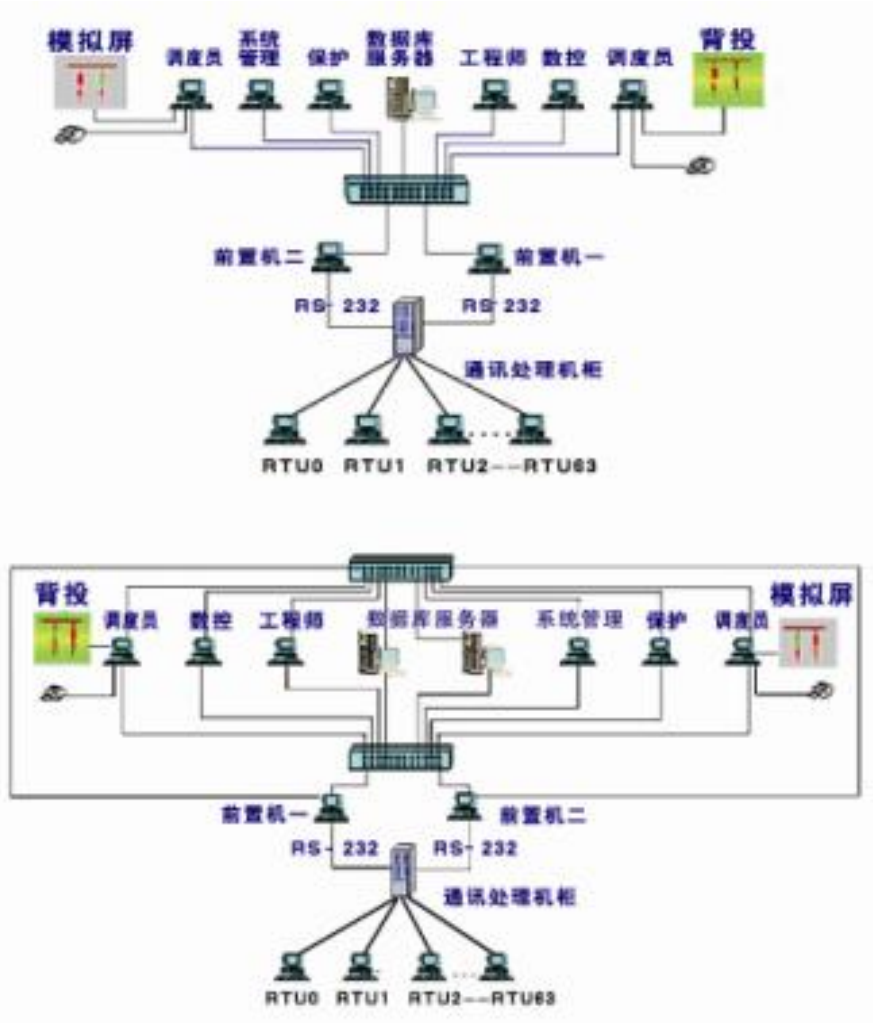 模拟屏
调度员
系统
管理
保护
数据库
服务器
工程师
数控
调度员
背投
前置机二
前置机一
RS-232
RS-232
通讯处理机柜
RTU0 RTU1 RTU2--RTU63
背投
调度员
数控
工程师
数据库服务器
系统管理
保护
调度员
模拟屏
前置机一
前置机二
RS-232
RS-232
通讯处理机柜
RTU0 RTU1 RTU2--RTU63